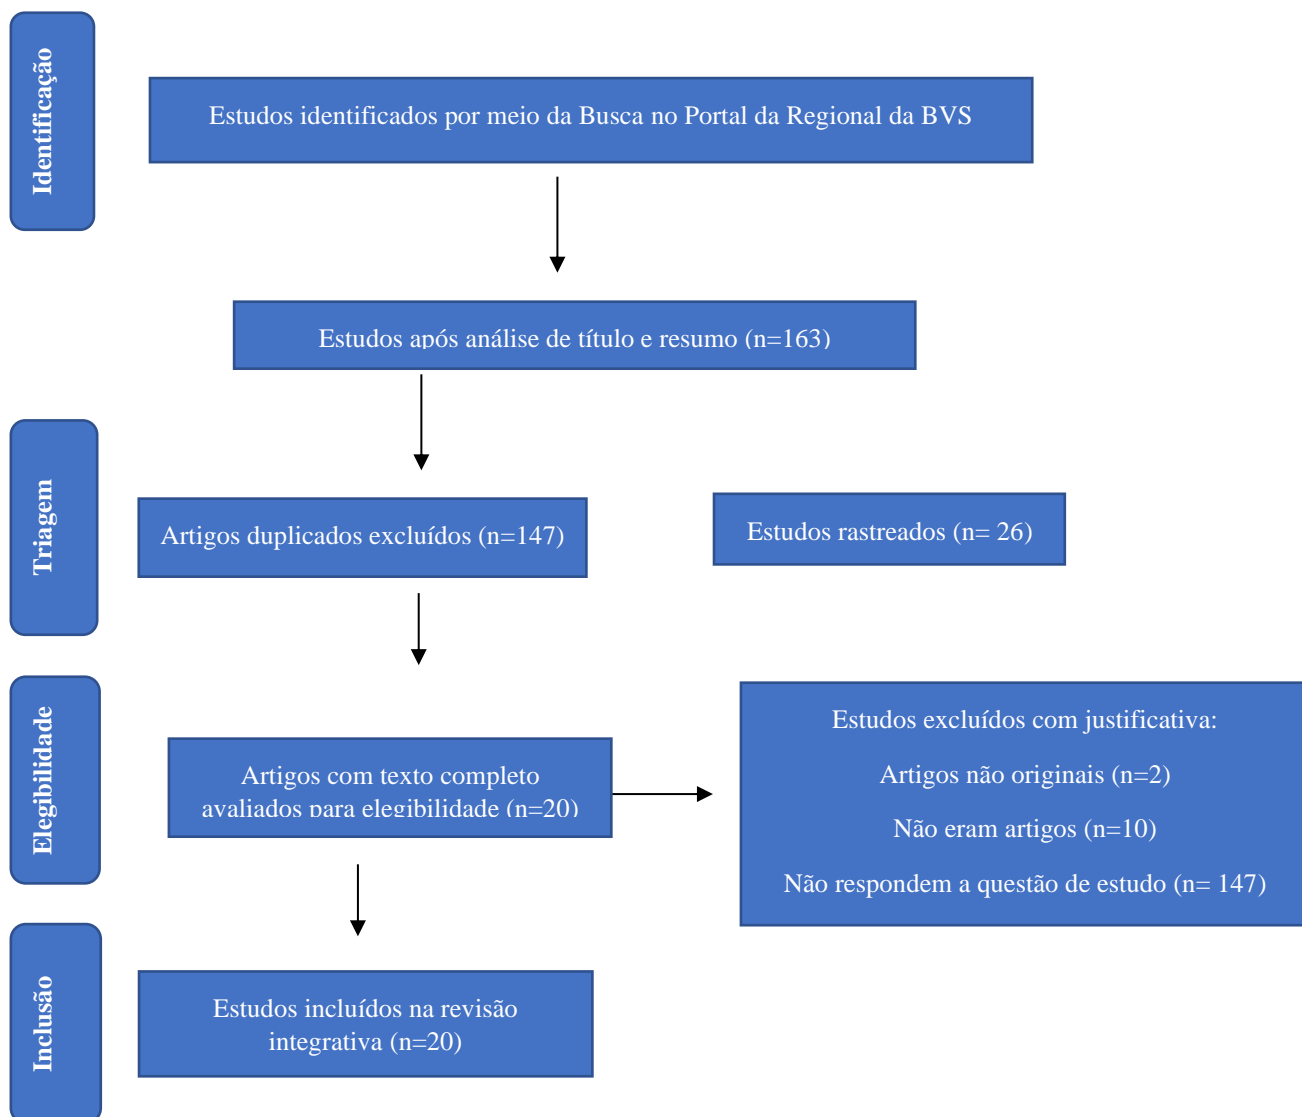 Identificação
Estudos identificados por meio da Busca no Portal da Regional da BVS
Estudos após análise de título e resumo (n=163)
Triagem
Artigos duplicados excluídos (n=147)
Estudos rastreados (n= 26)
Elegibilidade
Artigos com texto completo
avaliados para elegibilidade (n=20)
Estudos excluídos com justificativa:
Artigos não originais (n=2)
Não eram artigos (n=10)
Não respondem a questão de estudo (n= 147)
Inclusão
Estudos incluídos na revisão
integrativa (n=20)